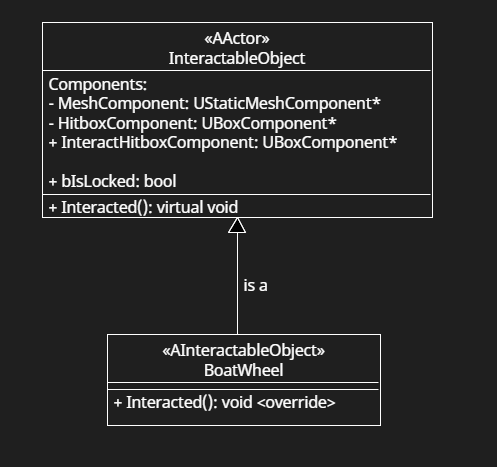 «AActor»
InteractableObject
Components:
- MeshComponent: UStaticMeshComponent*
- HitboxComponent: UBoxComponent*
+ InteractHitboxComponent: UBoxComponent*
+ bIsLocked: bool
+ Interacted(): virtual void
is a
«AInteractableObject»
BoatWheel
+ Interacted(): void <override>